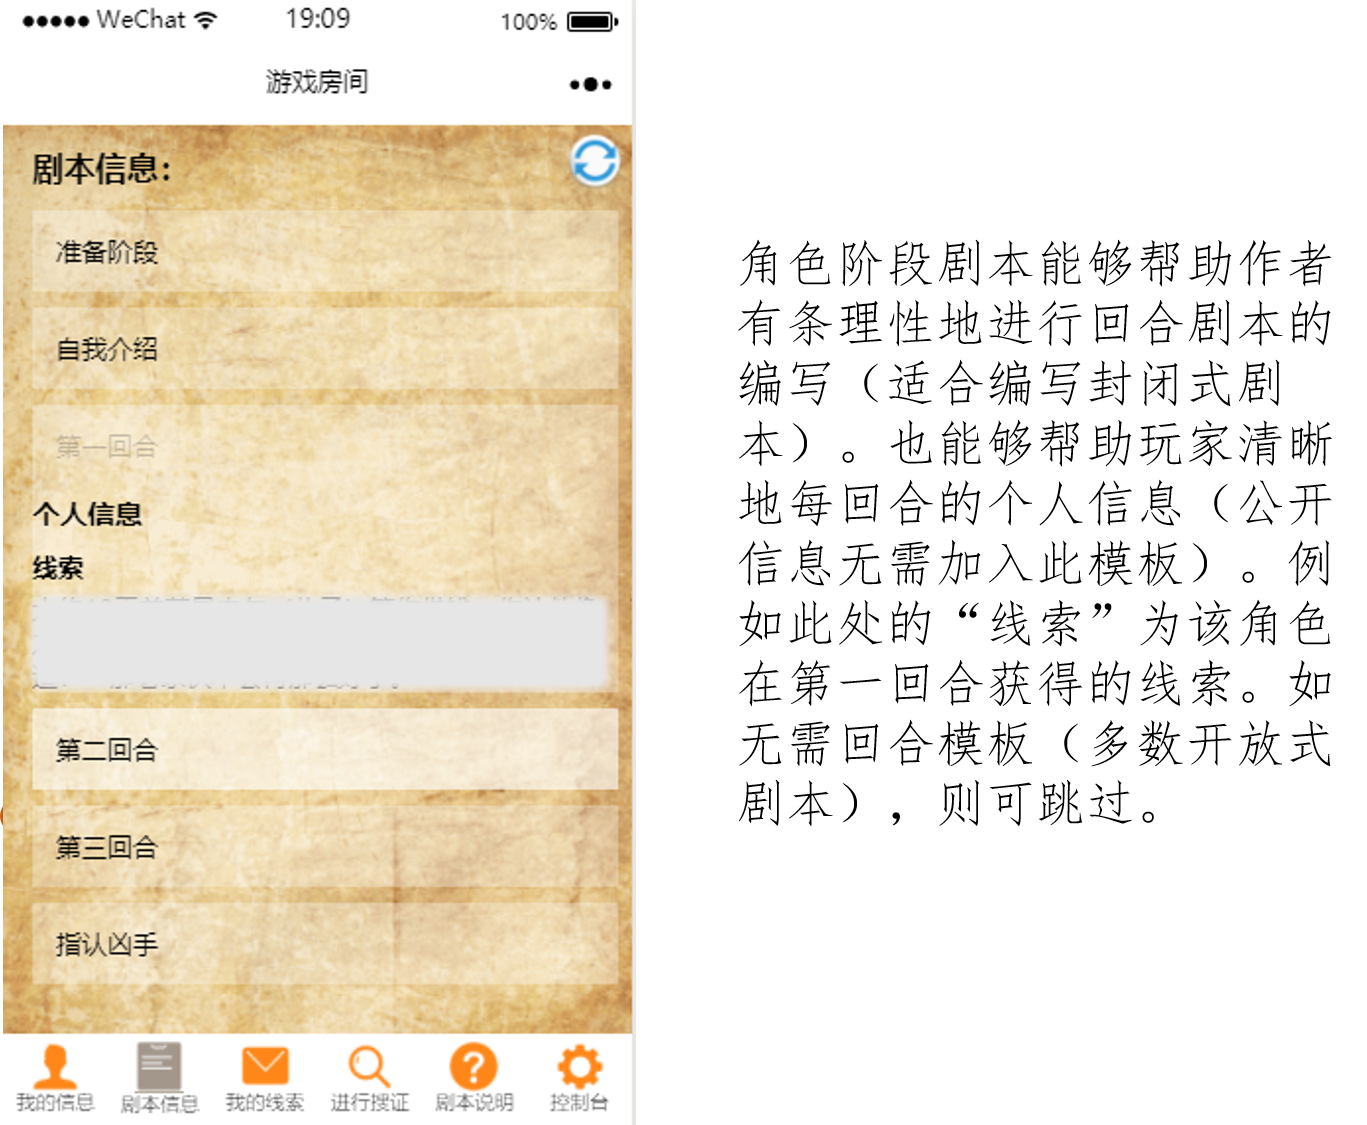 ●●●●● WeChat 19:09 100%
游戏房间
剧本信息：
准备阶段
自我介绍
第一回合
个人信息
线索
第二回合
第三回合
指认凶手
我的信息 剧本信息 我的线索 进行搜证 剧本说明 控制台
角色阶段剧本能够帮助作者
有条理性地进行回合剧本的
编写（适合编写封闭式剧
本）。也能够帮助玩家清晰
地每回合的个人信息（公开
信息无需加入此模板）。例
如此处的“线索”为该角色
在第一回合获得的线索。如
无需回合模板（多数开放式
剧本），则可跳过。